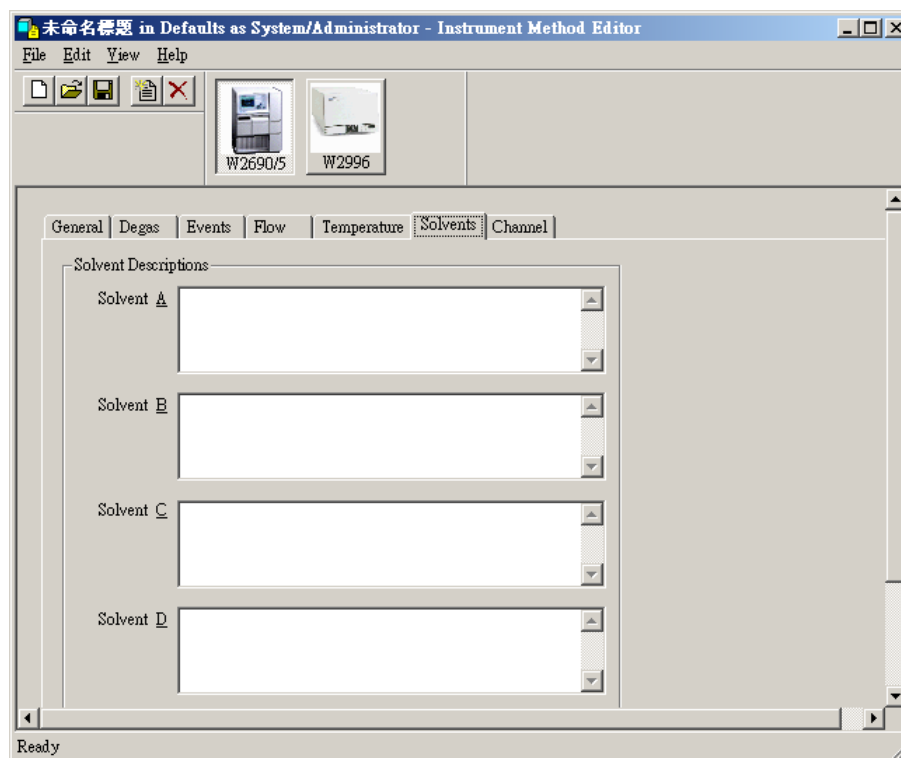 未命名標題 in Defaults as System/Administrator - Instrument Method Editor
File Edit View Help
W2690/5 W2996
General Degas Events Flow Temperature Solvents Channel
Solvent Descriptions
Solvent A
Solvent B
Solvent C
Solvent D
Ready